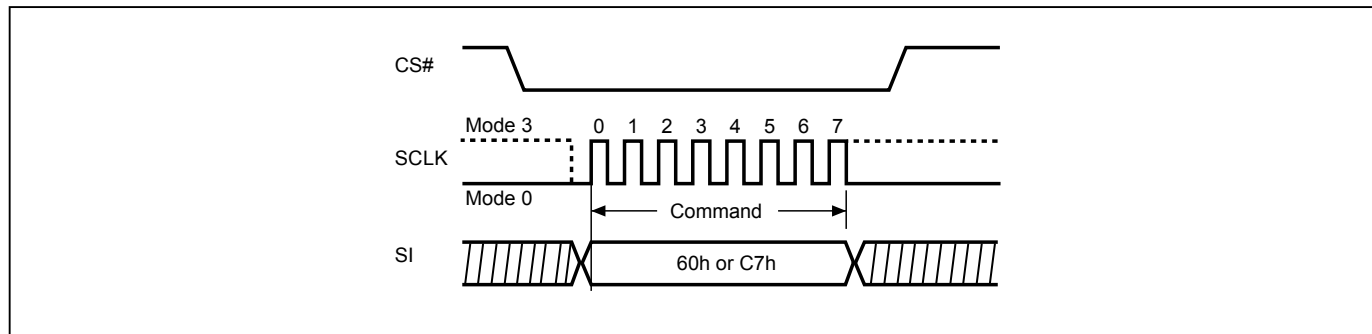 CS#
Mode 3
0 1 2 3 4 5 6 7
SCLK
Mode 0
Command
SI
60h or C7h